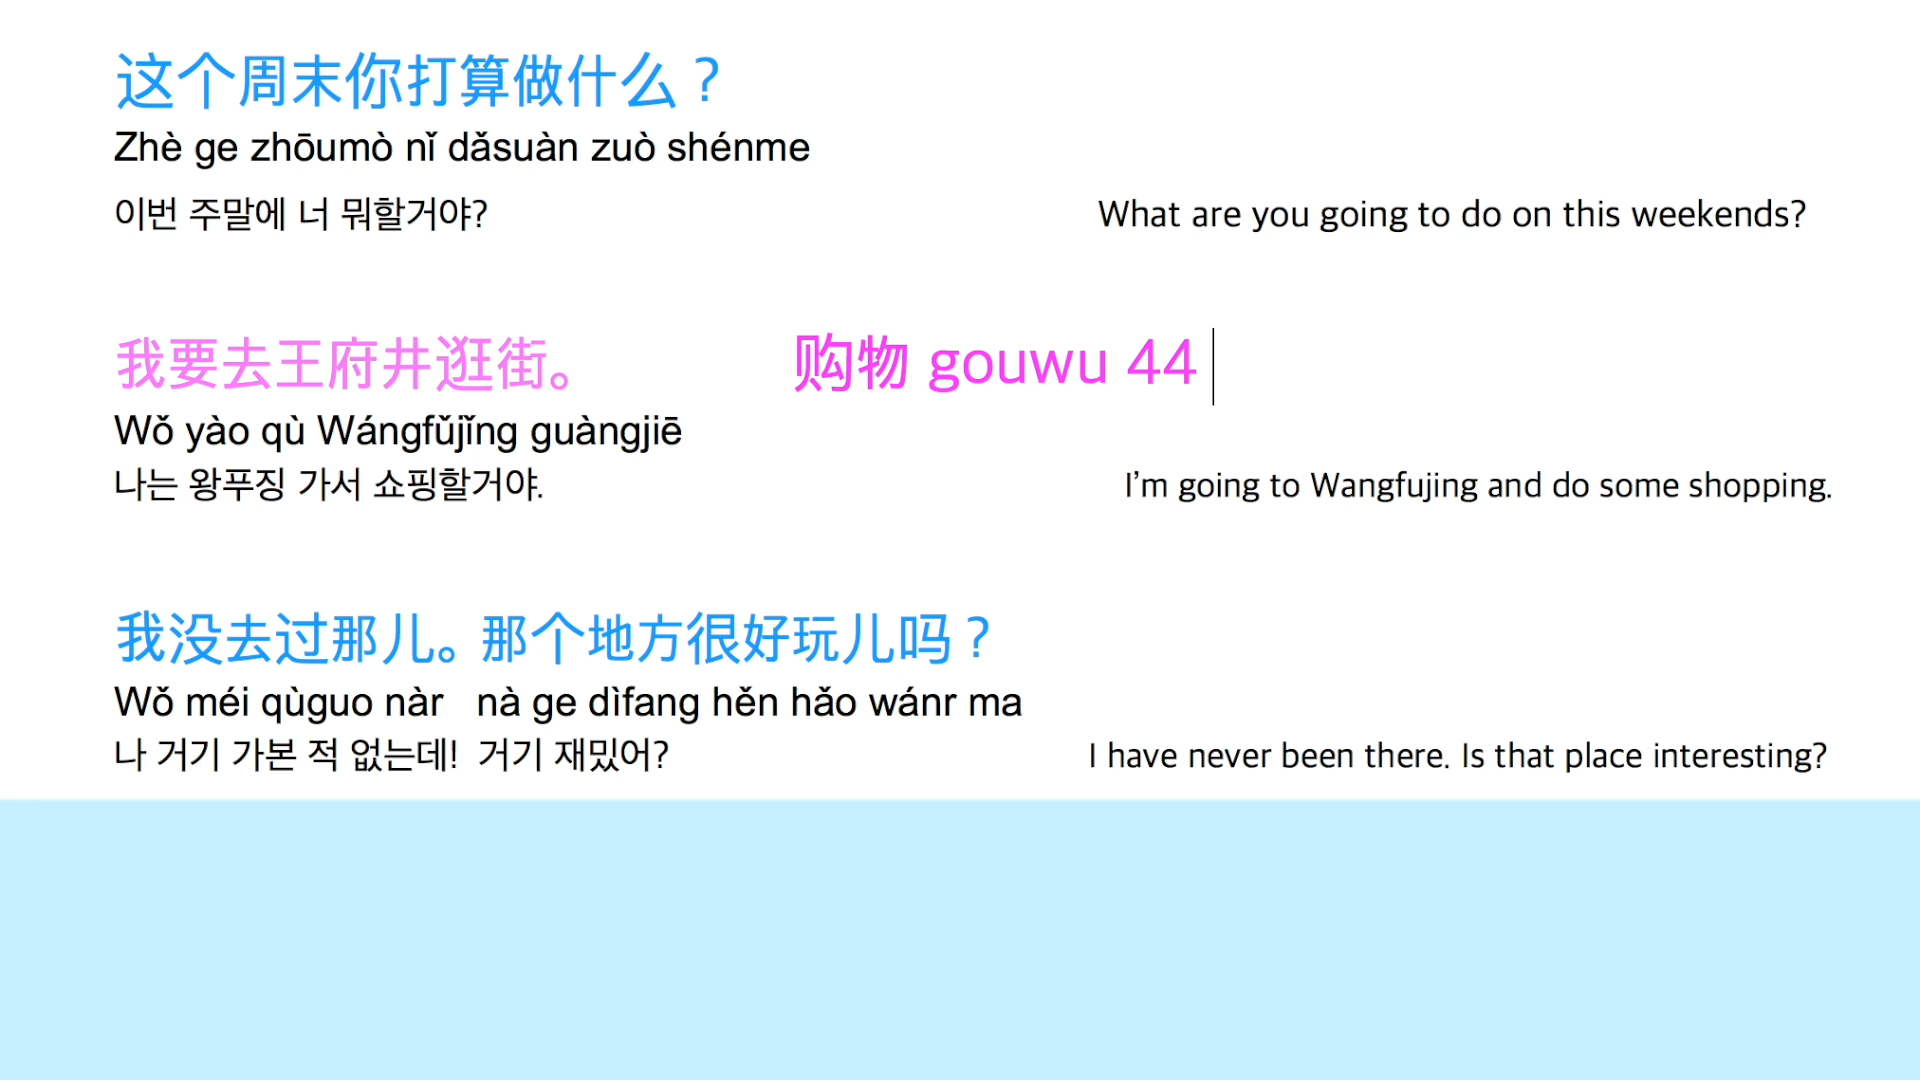 这个周末你打算做什么？
Zhè ge zhōumò nǐ dǎsuàn zuò shénme
이번 주말에 너 뭐할거야? What are you going to do on this weekends?
我要去王府井逛街。 购物 gouwu 44
Wǒ yào qù Wángfǔjǐng guàngjiē
나는 왕푸징 가서 쇼핑할거야. I’m going to Wangfujing and do some shopping.
我没去过那儿。那个地方很好玩儿吗？
Wǒ méi qùguo nàr nà ge dìfang hěn hǎo wánr ma
나 거기 가본 적 없는데! 거기 재밌어? I have never been there. Is that place interesting?